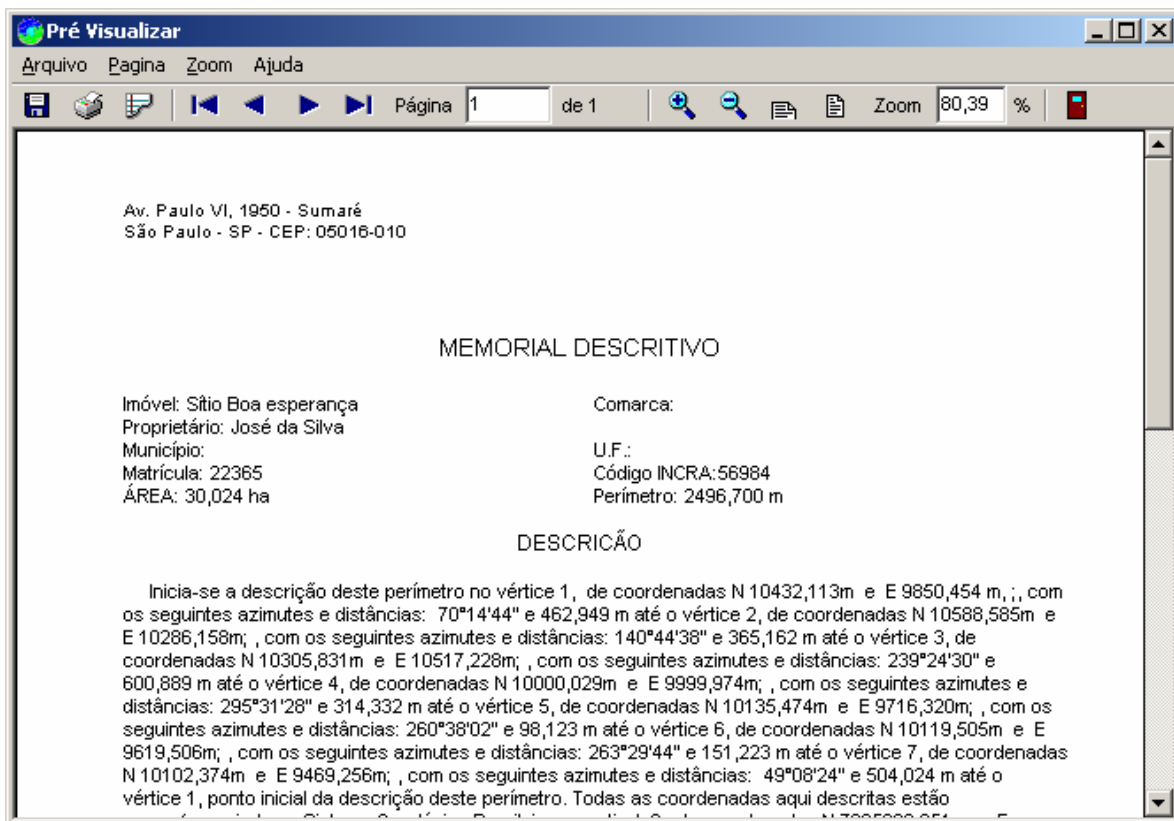 Pré Visualizar
Arquivo Pagina Zoom Ajuda
Página 1 de 1 Zoom 80,39 %
Av. Paulo VI, 1950 - Sumaré
São Paulo - SP - CEP: 05016-010
MEMORIAL DESCRITIVO
Imóvel: Sítio Boa esperança Comarca:
Proprietário: José da Silva
Município: U.F.:
Matrícula: 22365 Código INCRA:56984
ÁREA: 30,024 ha Perímetro: 2496,700 m
DESCRICÃO
Inicia-se a descrição deste perímetro no vértice 1, de coordenadas N 10432,113m e E 9850,454 m, ;, com
os seguintes azimutes e distâncias: 70°14'44" e 462,949 m até o vértice 2, de coordenadas N 10588,585m e
E 10286,158m; , com os seguintes azimutes e distâncias: 140°44'38" e 365,162 m até o vértice 3, de
coordenadas N 10305,831m e E 10517,228m; , com os seguintes azimutes e distâncias: 239°24'30" e
600,889 m até o vértice 4, de coordenadas N 10000,029m e E 9999,974m; , com os seguintes azimutes e
distâncias: 295°31'28" e 314,332 m até o vértice 5, de coordenadas N 10135,474m e E 9716,320m; , com os
seguintes azimutes e distâncias: 260°38'02" e 98,123 m até o vértice 6, de coordenadas N 10119,505m e E
9619,506m; , com os seguintes azimutes e distâncias: 263°29'44" e 151,223 m até o vértice 7, de coordenadas
N 10102,374m e E 9469,256m; , com os seguintes azimutes e distâncias: 49°08'24" e 504,024 m até o
vértice 1, ponto inicial da descrição deste perímetro. Todas as coordenadas aqui descritas estão